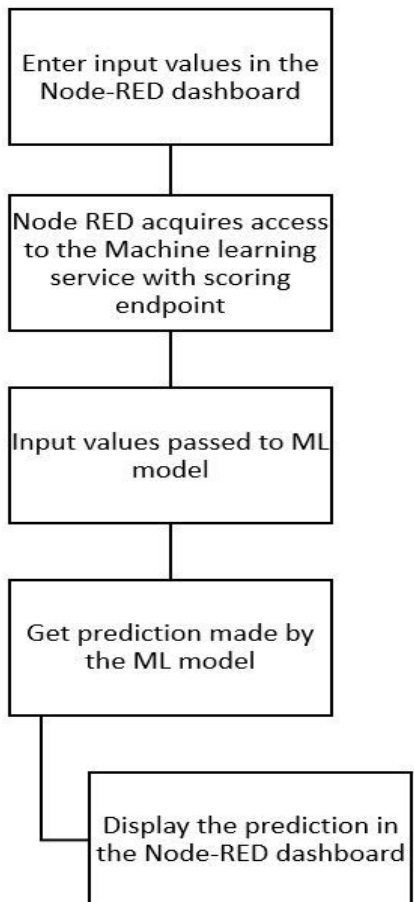 Enter input values in the
Node-RED dashboard
Node RED acquires access
to the Machine learning
service with scoring
endpoint
Input values passed to ML
model
Get prediction made by
the ML model
Display the prediction in
the Node-RED dashboard